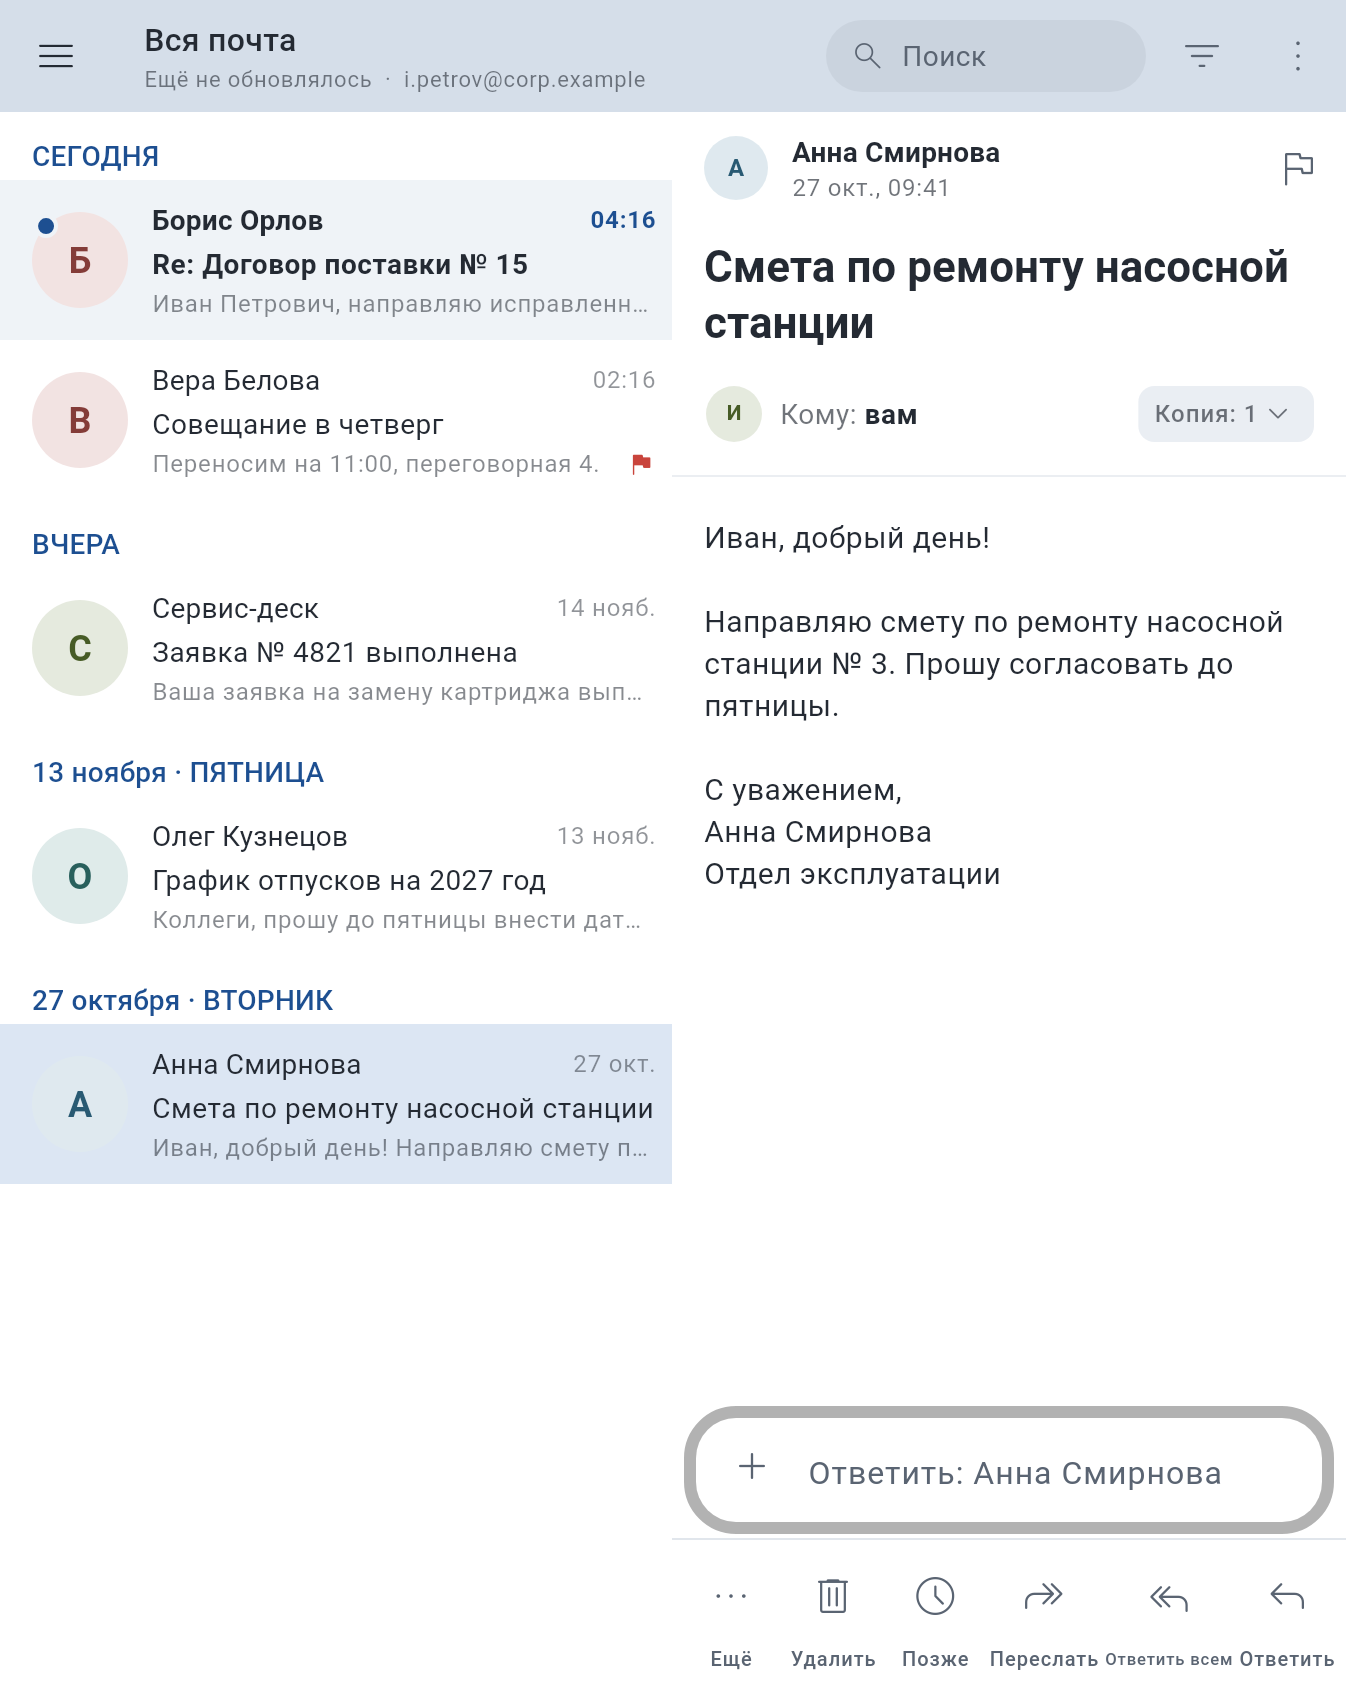 Вся почта
Ещё не обновлялось · i.petrov@corp.example
Поиск
СЕГОДНЯ
Б
Борис Орлов
04:16
Re: Договор поставки № 15
Иван Петрович, направляю исправленн...
В
Вера Белова
02:16
Совещание в четверг
Переносим на 11:00, переговорная 4.
ВЧЕРА
С
Сервис-деск
14 нояб.
Заявка № 4821 выполнена
Ваша заявка на замену картриджа вып...
13 ноября · ПЯТНИЦА
О
Олег Кузнецов
13 нояб.
График отпусков на 2027 год
Коллеги, прошу до пятницы внести дат...
27 октября · ВТОРНИК
А
Анна Смирнова
27 окт.
Смета по ремонту насосной станции
Иван, добрый день! Направляю смету п...
А
Анна Смирнова
27 окт., 09:41
Смета по ремонту насосной
станции
И
Кому: вам
Копия: 1
Иван, добрый день!
Направляю смету по ремонту насосной
станции № 3. Прошу согласовать до
пятницы.
С уважением,
Анна Смирнова
Отдел эксплуатации
Ответить: Анна Смирнова
Ещё
Удалить
Позже
Переслать
Ответить всем
Ответить